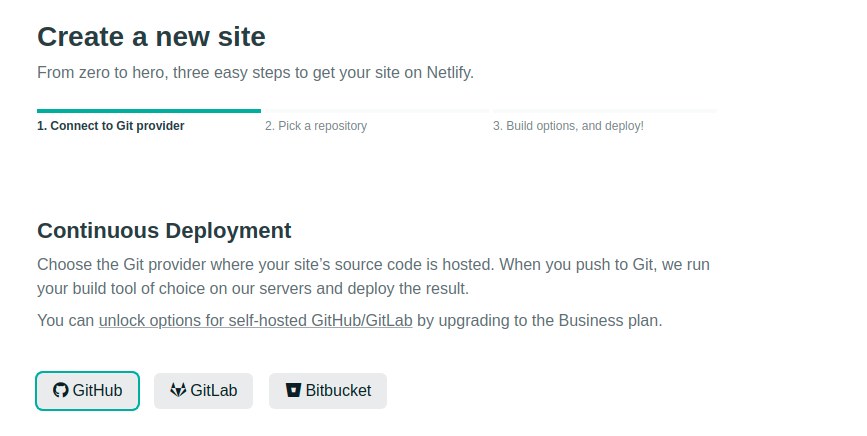 Create a new site
From zero to hero, three easy steps to get your site on Netlify.
1. Connect to Git provider
2. Pick a repository
3. Build options, and deploy!
Continuous Deployment
Choose the Git provider where your site’s source code is hosted. When you push to Git, we run
your build tool of choice on our servers and deploy the result.
You can unlock options for self-hosted GitHub/GitLab by upgrading to the Business plan.
GitHub
GitLab
Bitbucket